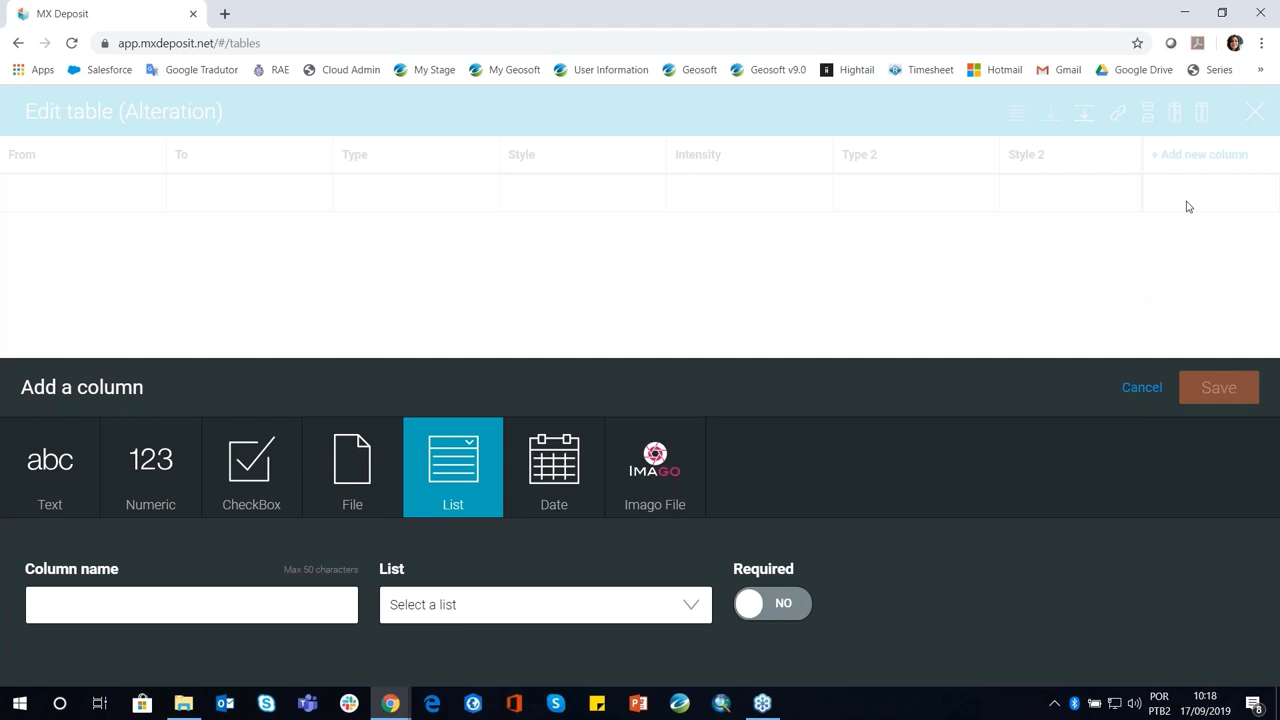 MX Deposit
app.mxdeposit.net/#/tables
Apps Salesforce Google Tradutor RAE Cloud Admin My Stage My Geosoft User Information Geosoft Geosoft v9.0 Hightail Timesheet Hotmail Gmail Google Drive Series »
Edit table (Alteration)
From To Type Style Intensity Type 2 Style 2 + Add new column
Add a column Cancel Save
abc 123 IMAGO
Text Numeric CheckBox File List Date Imago File
Column name Max 50 characters List Required
Select a list NO
POR 10:18
PTB2 17/09/2019 8